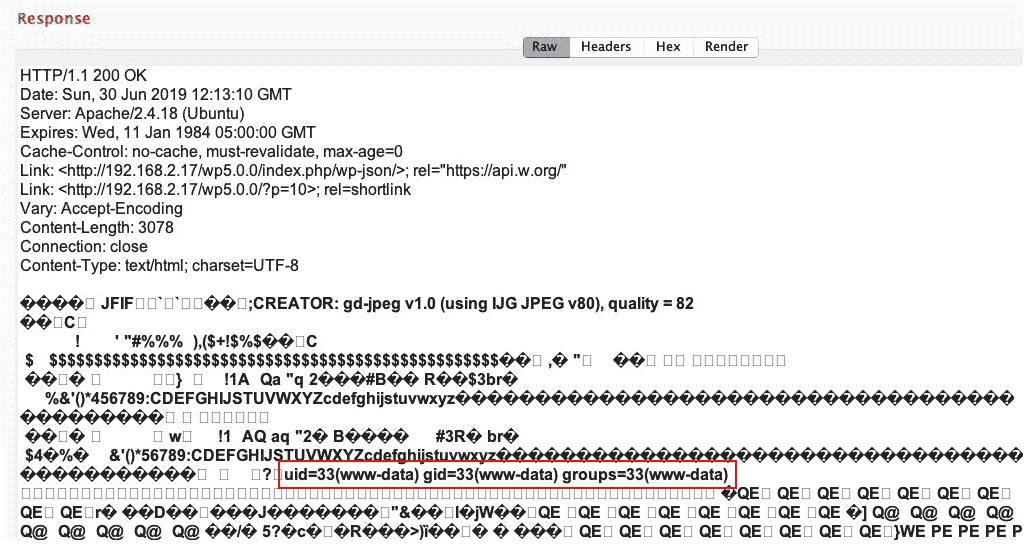 Response
Raw Headers Hex Render
HTTP/1.1 200 OK
Date: Sun, 30 Jun 2019 12:13:10 GMT
Server: Apache/2.4.18 (Ubuntu)
Expires: Wed, 11 Jan 1984 05:00:00 GMT
Cache-Control: no-cache, must-revalidate, max-age=0
Link: <http://192.168.2.17/wp5.0.0/index.php/wp-json/>; rel="https://api.w.org/"
Link: <http://192.168.2.17/wp5.0.0/?p=10>; rel=shortlink
Vary: Accept-Encoding
Content-Length: 3078
Connection: close
Content-Type: text/html; charset=UTF-8
����□ JFIF□□`□`□□��□;CREATOR: gd-jpeg v1.0 (using IJG JPEG v80), quality = 82
��□C□
! ' "#%%% ),($+!$%$��□C
��□� □ □□} □ !1A Qa "q 2���#B�� R��$3br�
%&'()*456789:CDEFGHIJSTUVWXYZcdefghijstuvwxyz
��□� □ □ w□ !1 AQ aq "2� B���� #3R� br�
$4�%� &'()*56789:CDEFGHIJSTUVWXYZcdefghijstuvwxyz
□ □ □? □uid=33(www-data) gid=33(www-data) groups=33(www-data)
�QE□ QE□ QE□ QE□ QE□ QE□ QE□
QE□ QE□r� ��D��□���J�������"&��□l�jW��□QE □QE □QE □QE □QE □QE □QE □QE �] Q@ Q@ Q@ Q@
Q@ Q@ Q@ Q@ Q@ ��/� 5?�c�□�R���>)ï��□� � ���□ QE□ QE□ QE□ QE□ QE□ QE□ QE□}WE PE PE PE P